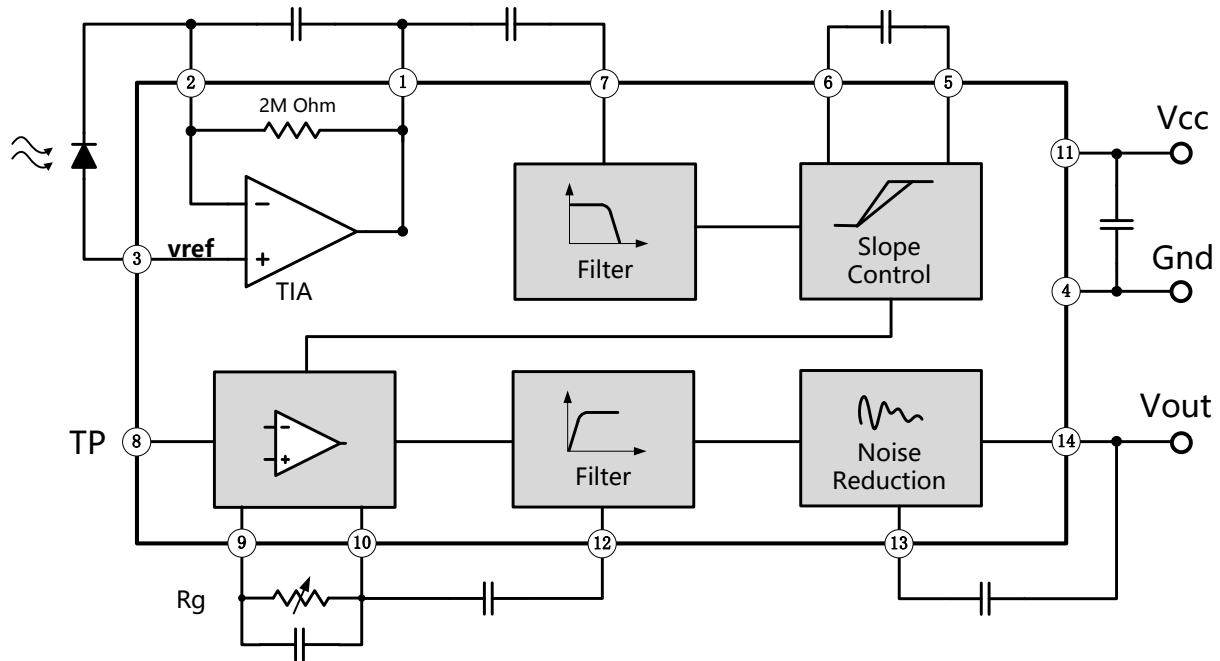 2
1
7
6
5
2M Ohm
Vcc
11
3
vref
TIA
Filter
Slope
Control
Gnd
4
TP
8
Filter
Noise
Reduction
14
Vout
9
10
12
13
Rg